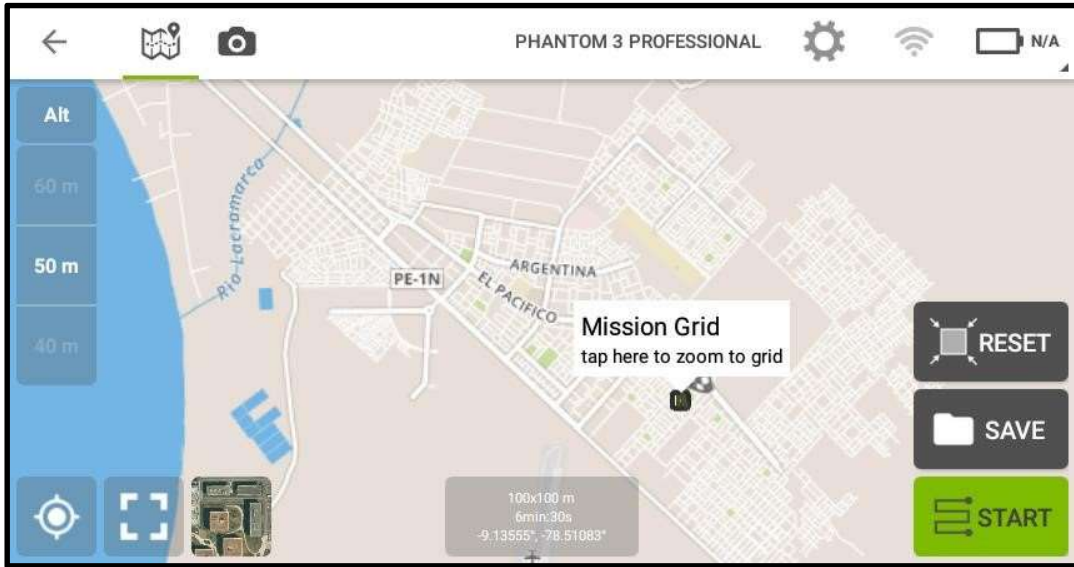 PHANTOM 3 PROFESSIONAL
N/A
Alt
60 m
50 m
40 m
Rio Lacramarca
PE-1N
ARGENTINA
EL PACIFICO
Mission Grid
tap here to zoom to grid
RESET
SAVE
START
100x100 m
6min:30s
-9.13555°, -78.51083°